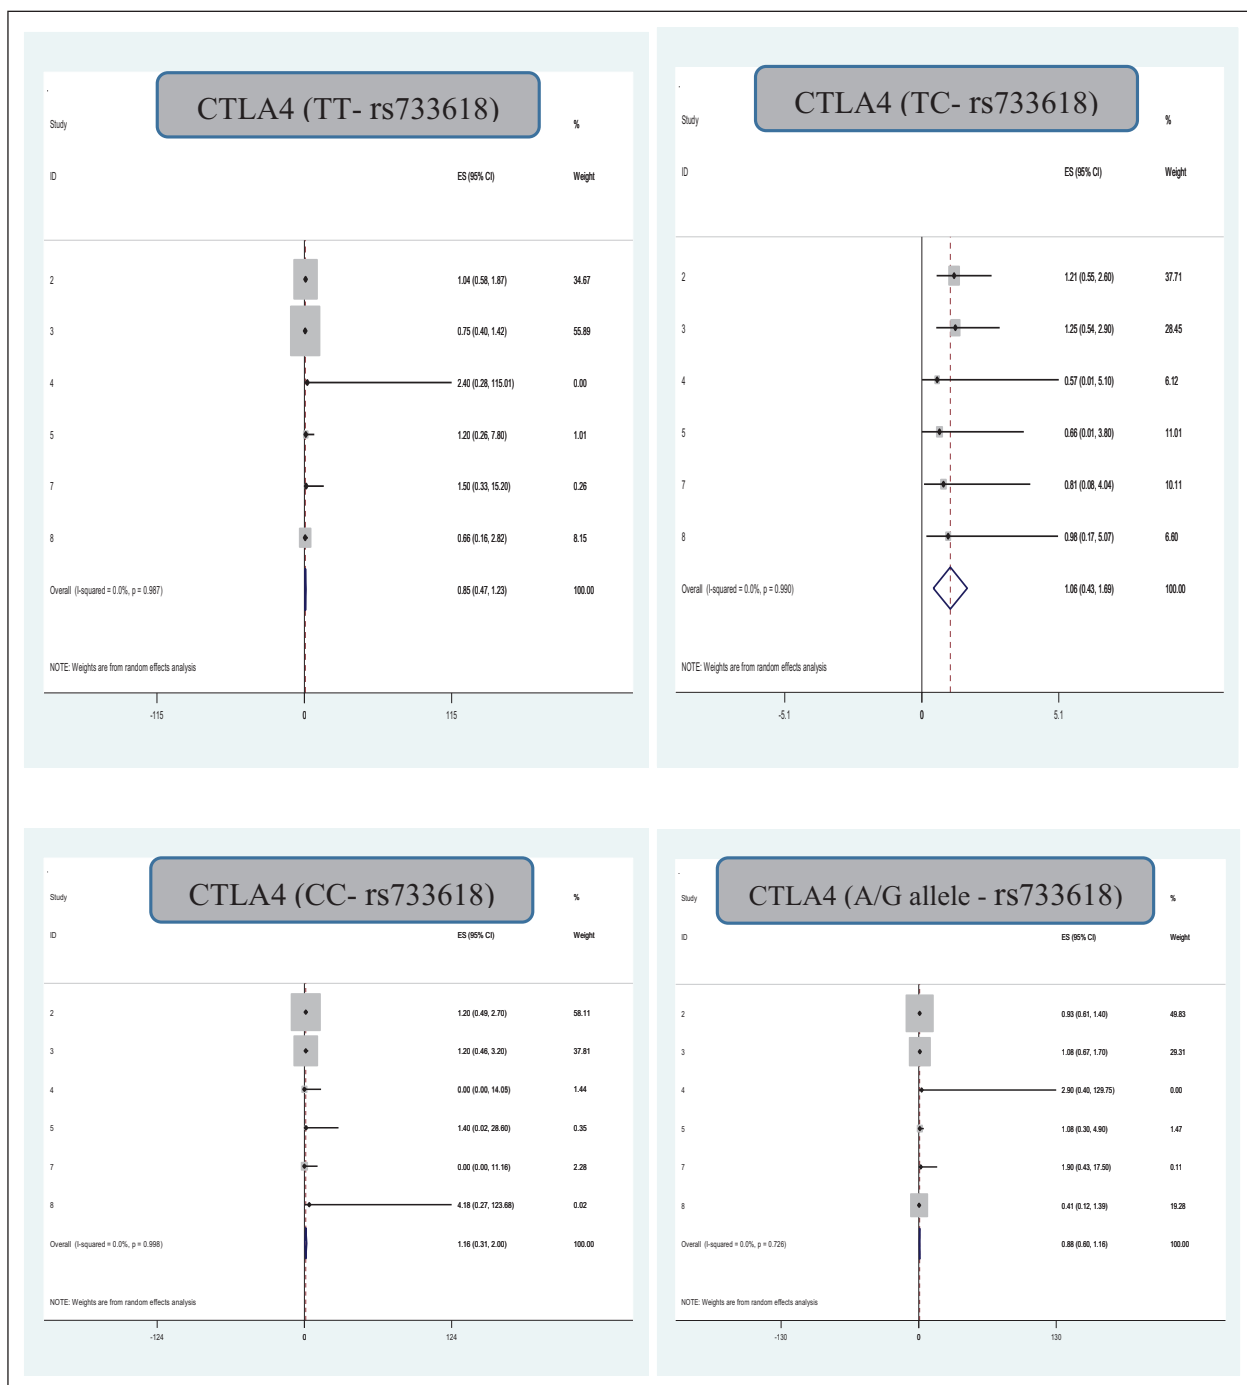 CTLA4 (TT- rs733618)
Study %
ID ES (95% CI) Weight
2 1.04 (0.58, 1.87) 34.67
3 0.75 (0.40, 1.42) 55.89
4 2.40 (0.28, 115.01) 0.00
5 1.20 (0.26, 7.80) 1.01
7 1.50 (0.33, 15.20) 0.26
8 0.66 (0.16, 2.82) 8.15
Overall (I-squared = 0.0%, p = 0.987) 0.85 (0.47, 1.23) 100.00
NOTE: Weights are from random effects analysis
-115 0 115
CTLA4 (TC- rs733618)
Study %
ID ES (95% CI) Weight
2 1.21 (0.55, 2.60) 37.71
3 1.25 (0.54, 2.90) 28.45
4 0.57 (0.01, 5.10) 6.12
5 0.66 (0.01, 3.80) 11.01
7 0.81 (0.08, 4.04) 10.11
8 0.98 (0.17, 5.07) 6.60
Overall (I-squared = 0.0%, p = 0.990) 1.06 (0.43, 1.69) 100.00
NOTE: Weights are from random effects analysis
-5.1 0 5.1
CTLA4 (CC- rs733618)
Study %
ID ES (95% CI) Weight
2 1.20 (0.49, 2.70) 58.11
3 1.20 (0.46, 3.20) 37.81
4 0.00 (0.00, 14.05) 1.44
5 1.40 (0.02, 28.60) 0.35
7 0.00 (0.00, 11.16) 2.28
8 4.18 (0.27, 123.68) 0.02
Overall (I-squared = 0.0%, p = 0.998) 1.16 (0.31, 2.00) 100.00
NOTE: Weights are from random effects analysis
-124 0 124
CTLA4 (A/G allele - rs733618)
Study %
ID ES (95% CI) Weight
2 0.93 (0.61, 1.40) 49.83
3 1.08 (0.67, 1.70) 29.31
4 2.90 (0.40, 129.75) 0.00
5 1.08 (0.30, 4.90) 1.47
7 1.90 (0.43, 17.50) 0.11
8 0.41 (0.12, 1.39) 19.28
Overall (I-squared = 0.0%, p = 0.726) 0.88 (0.60, 1.16) 100.00
NOTE: Weights are from random effects analysis
-130 0 130